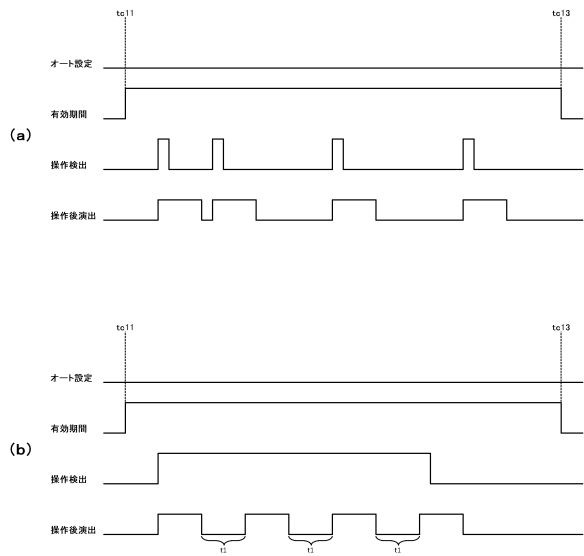 tc11 tc13
オート設定
有効期間
(a)
操作検出
操作後演出
tc11 tc13
オート設定
有効期間
(b)
操作検出
操作後演出
t1 t1 t1